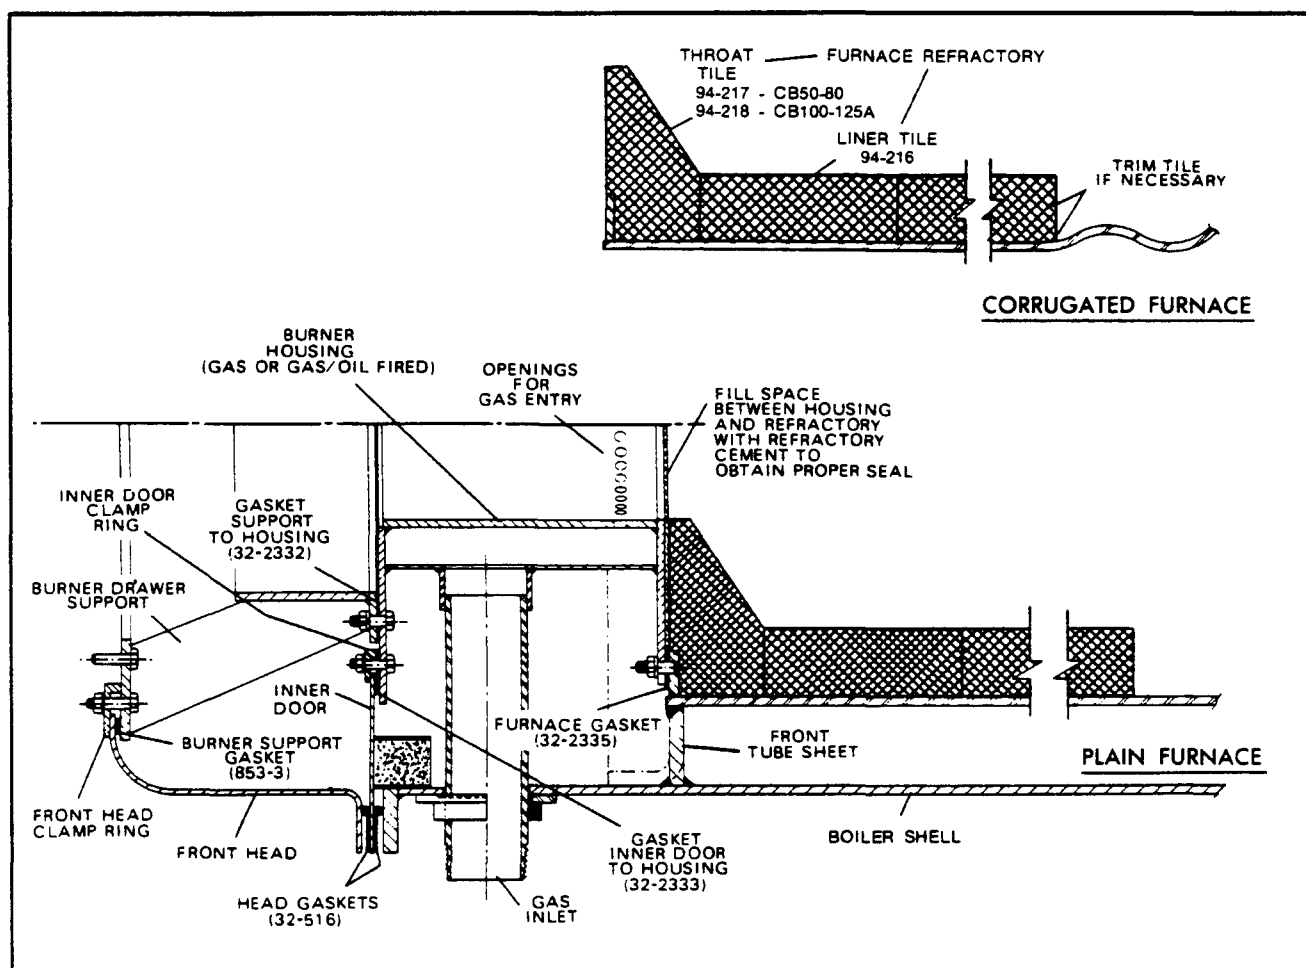 THROAT
TILE
94-217 - CB50-80
94-218 - CB100-125A
FURNACE REFRACTORY
LINER TILE
94-216
TRIM TILE
IF NECESSARY
CORRUGATED FURNACE
BURNER
HOUSING
(GAS OR GAS/OIL FIRED)
OPENINGS
FOR
GAS ENTRY
FILL SPACE
BETWEEN HOUSING
AND REFRACTORY
WITH REFRACTORY
CEMENT TO
OBTAIN PROPER SEAL
INNER DOOR
CLAMP
RING
GASKET
SUPPORT
TO HOUSING
(32-2332)
BURNER DRAWER
SUPPORT
INNER
DOOR
FURNACE GASKET
(32-2335)
FRONT
TUBE SHEET
PLAIN FURNACE
BURNER SUPPORT
GASKET
(853-3)
FRONT HEAD
CLAMP RING
FRONT HEAD
BOILER SHELL
GASKET
INNER DOOR
TO HOUSING
(32-2333)
HEAD GASKETS
(32-516)
GAS
INLET